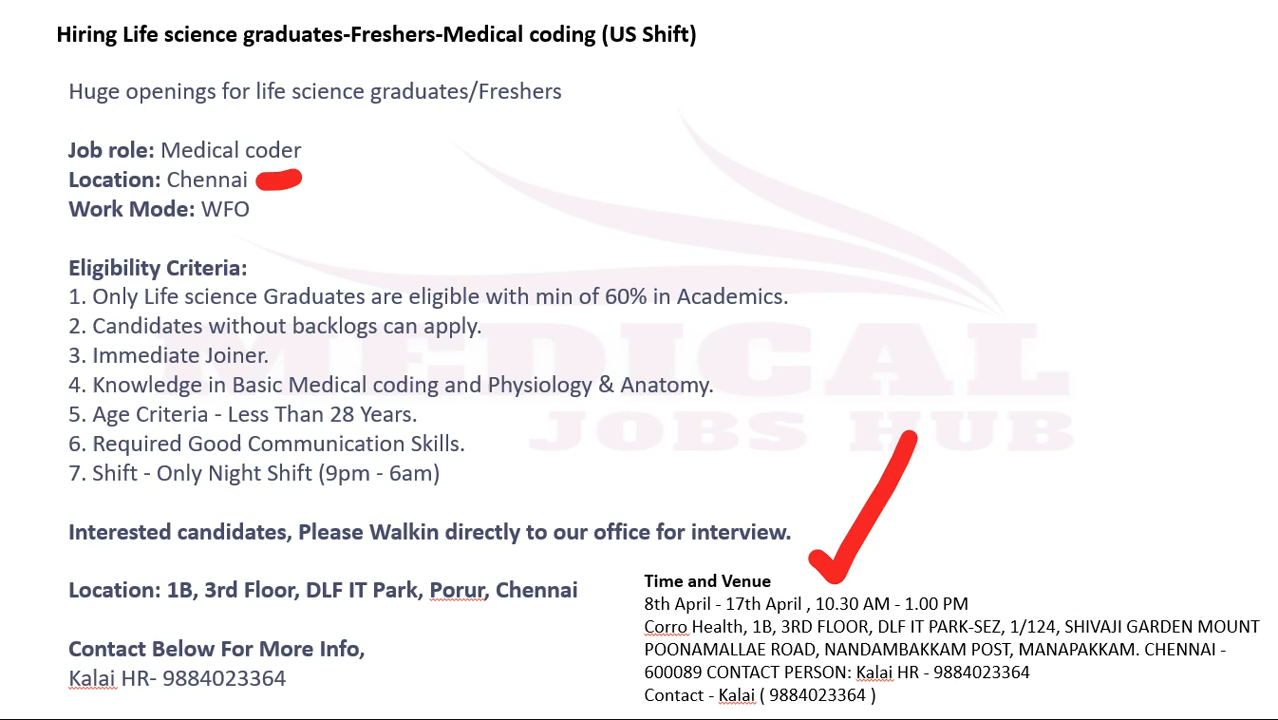 Hiring Life science graduates-Freshers-Medical coding (US Shift)
Huge openings for life science graduates/Freshers
Job role: Medical coder
Location: Chennai
Work Mode: WFO
Eligibility Criteria:
1. Only Life science Graduates are eligible with min of 60% in Academics.
2. Candidates without backlogs can apply.
3. Immediate Joiner.
4. Knowledge in Basic Medical coding and Physiology & Anatomy.
5. Age Criteria - Less Than 28 Years.
6. Required Good Communication Skills.
7. Shift - Only Night Shift (9pm - 6am)
MEDICAL
JOBS HUB
Interested candidates, Please Walkin directly to our office for interview.
Location: 1B, 3rd Floor, DLF IT Park, Porur, Chennai
Contact Below For More Info,
Kalai HR- 9884023364
Time and Venue
8th April - 17th April , 10.30 AM - 1.00 PM
Corro Health, 1B, 3RD FLOOR, DLF IT PARK-SEZ, 1/124, SHIVAJI GARDEN MOUNT
POONAMALLAE ROAD, NANDAMBAKKAM POST, MANAPAKKAM. CHENNAI -
600089 CONTACT PERSON: Kalai HR - 9884023364
Contact - Kalai ( 9884023364 )